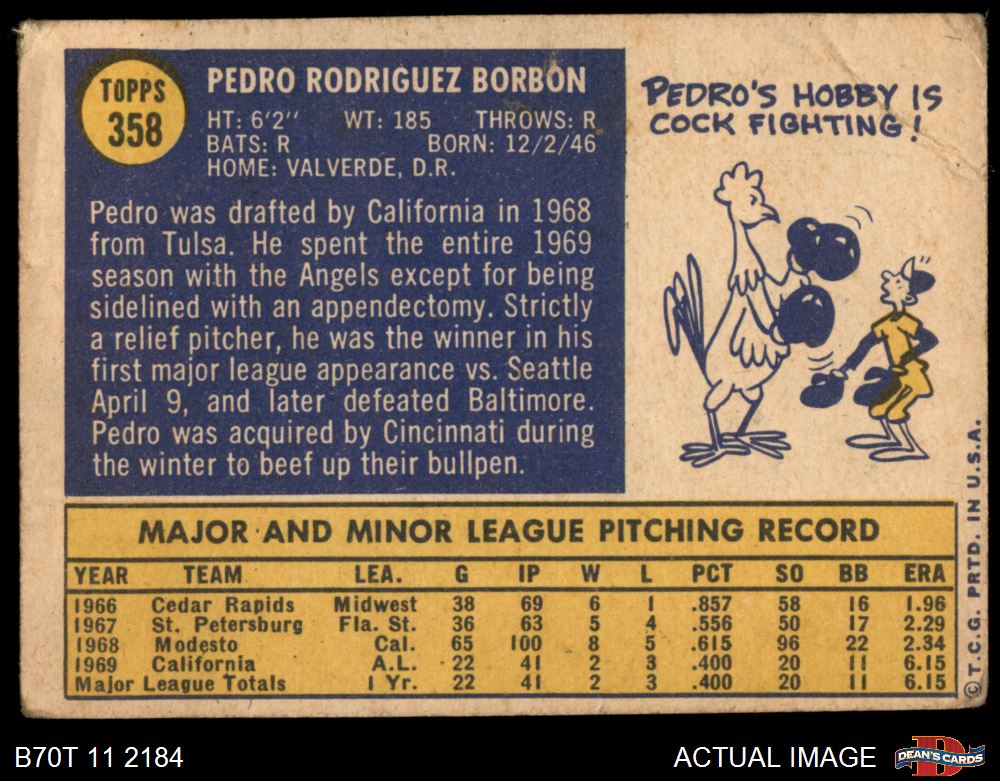 TOPPS
358
PEDRO RODRIGUEZ BORBON
HT: 6'2" WT: 185 THROWS: R
BATS: R BORN: 12/2/46
HOME: VALVERDE, D.R.
Pedro was drafted by California in 1968
from Tulsa. He spent the entire 1969
season with the Angels except for being
sidelined with an appendectomy. Strictly
a relief pitcher, he was the winner in his
first major league appearance vs. Seattle
April 9, and later defeated Baltimore.
Pedro was acquired by Cincinnati during
the winter to beef up their bullpen.
PEDRO'S HOBBY IS
COCK FIGHTING!
MAJOR AND MINOR LEAGUE PITCHING RECORD
YEAR TEAM LEA. G IP W L PCT SO BB ERA
1966 Cedar Rapids Midwest 38 69 6 1 .857 58 16 1.96
1967 St. Petersburg Fla. St. 36 63 5 4 .556 50 17 2.29
1968 Modesto Cal. 65 100 8 5 .615 96 22 2.34
1969 California A.L. 22 41 2 3 .400 20 11 6.15
Major League Totals 1 Yr. 22 41 2 3 .400 20 11 6.15
© T.C.G. PRTD. IN U.S.A.
B70T 11 2184
ACTUAL IMAGE
D
DEAN'S CARDS